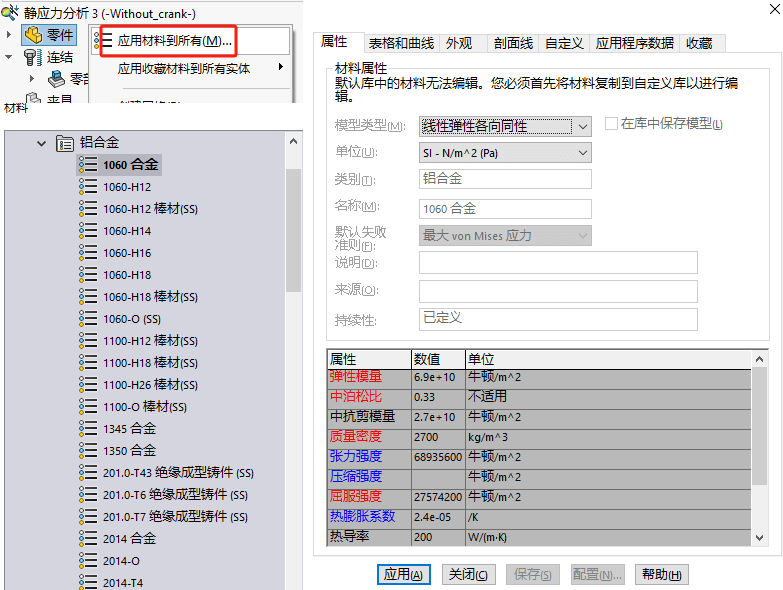 静应力分析 3 (-Without_crank-)
零件
应用材料到所有(M)...
连结
应用收藏材料到所有实体
夹具
材料
铝合金
1060 合金
1060-H12
1060-H12 棒材(SS)
1060-H14
1060-H16
1060-H18
1060-H18 棒材(SS)
1060-O (SS)
1100-H12 棒材(SS)
1100-H18 棒材(SS)
1100-H26 棒材(SS)
1100-O 棒材(SS)
1345 合金
1350 合金
201.0-T43 绝缘成型铸件 (SS)
201.0-T6 绝缘成型铸件 (SS)
201.0-T7 绝缘成型铸件 (SS)
2014 合金
2014-O
2014-T4
属性 表格和曲线 外观 剖面线 自定义 应用程序数据 收藏
材料属性
默认库中的材料无法编辑。您必须首先将材料复制到自定义库以进行编
辑。
模型类型(M): 线性弹性各向同性 在库中保存模型(L)
单位(U): SI - N/m^2 (Pa)
类别(T): 铝合金
名称(M): 1060 合金
默认失败
准则(F): 最大 von Mises 应力
说明(D):
来源(O):
持续性: 已定义
属性 数值 单位
弹性模量 6.9e+10 牛顿/m^2
中泊松比 0.33 不适用
中抗剪模量 2.7e+10 牛顿/m^2
质量密度 2700 kg/m^3
张力强度 68935600 牛顿/m^2
压缩强度 牛顿/m^2
屈服强度 27574200 牛顿/m^2
热膨胀系数 2.4e-05 /K
热导率 200 W/(m·K)
应用(A) 关闭(C) 保存(S) 配置(N)... 帮助(H)